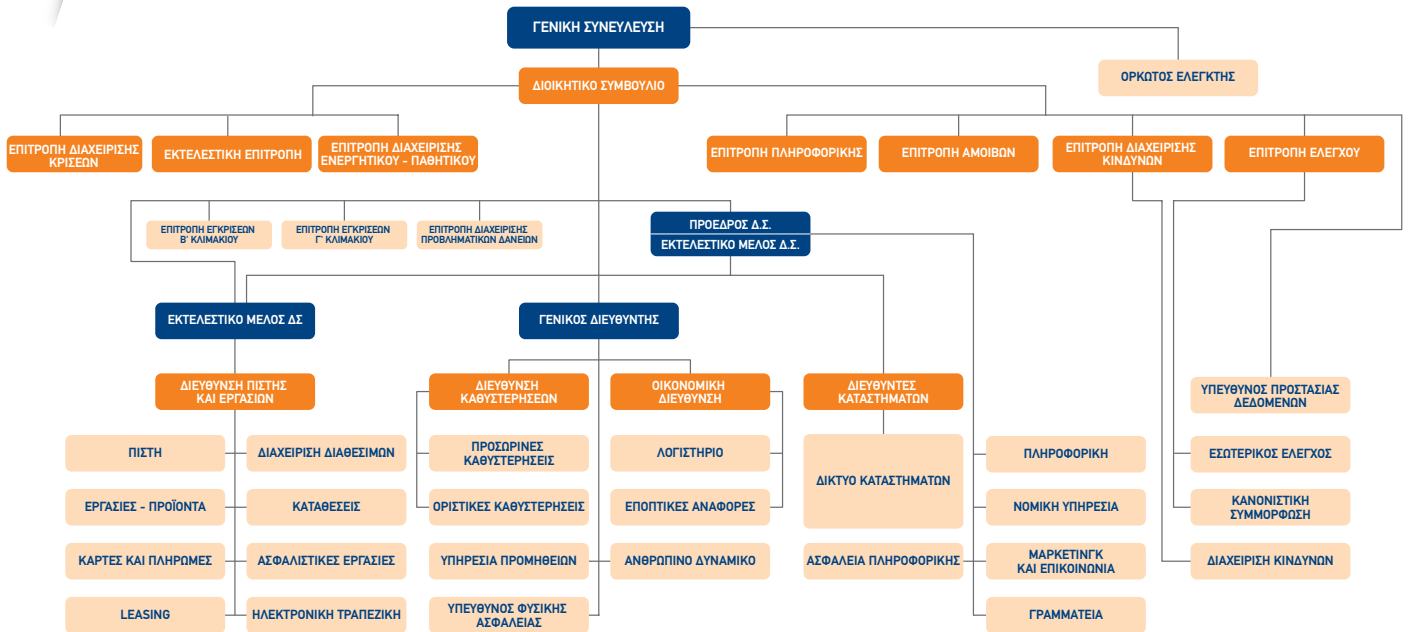 ΓΕΝΙΚΗ ΣΥΝΕΥΛΕΥΣΗ
ΟΡΚΩΤΟΣ ΕΛΕΓΚΤΗΣ
ΔΙΟΙΚΗΤΙΚΟ ΣΥΜΒΟΥΛΙΟ
ΕΠΙΤΡΟΠΗ ΔΙΑΧΕΙΡΙΣΗΣ
ΚΡΙΣΕΩΝ
ΕΚΤΕΛΕΣΤΙΚΗ ΕΠΙΤΡΟΠΗ
ΕΠΙΤΡΟΠΗ ΔΙΑΧΕΙΡΙΣΗΣ
ΕΝΕΡΓΗΤΙΚΟΥ - ΠΑΘΗΤΙΚΟΥ
ΕΠΙΤΡΟΠΗ ΠΛΗΡΟΦΟΡΙΚΗΣ
ΕΠΙΤΡΟΠΗ ΑΜΟΙΒΩΝ
ΕΠΙΤΡΟΠΗ ΔΙΑΧΕΙΡΙΣΗΣ
ΚΙΝΔΥΝΩΝ
ΕΠΙΤΡΟΠΗ ΕΛΕΓΧΟΥ
ΕΠΙΤΡΟΠΗ ΕΓΚΡΙΣΕΩΝ
Β' ΚΛΙΜΑΚΙΟΥ
ΕΠΙΤΡΟΠΗ ΕΓΚΡΙΣΕΩΝ
Γ' ΚΛΙΜΑΚΙΟΥ
ΕΠΙΤΡΟΠΗ ΔΙΑΧΕΙΡΙΣΗΣ
ΠΡΟΒΛΗΜΑΤΙΚΩΝ ΔΑΝΕΙΩΝ
ΠΡΟΕΔΡΟΣ Δ.Σ.
ΕΚΤΕΛΕΣΤΙΚΟ ΜΕΛΟΣ Δ.Σ.
ΕΚΤΕΛΕΣΤΙΚΟ ΜΕΛΟΣ ΔΣ
ΓΕΝΙΚΟΣ ΔΙΕΥΘΥΝΤΗΣ
ΔΙΕΥΘΥΝΣΗ ΠΙΣΤΗΣ
ΚΑΙ ΕΡΓΑΣΙΩΝ
ΔΙΕΥΘΥΝΣΗ
ΚΑΘΥΣΤΕΡΗΣΕΩΝ
ΟΙΚΟΝΟΜΙΚΗ
ΔΙΕΥΘΥΝΣΗ
ΔΙΕΥΘΥΝΤΕΣ
ΚΑΤΑΣΤΗΜΑΤΩΝ
ΥΠΕΥΘΥΝΟΣ ΠΡΟΣΤΑΣΙΑΣ
ΔΕΔΟΜΕΝΩΝ
ΠΙΣΤΗ
ΔΙΑΧΕΙΡΙΣΗ ΔΙΑΘΕΣΙΜΩΝ
ΠΡΟΣΩΡΙΝΕΣ
ΚΑΘΥΣΤΕΡΗΣΕΙΣ
ΛΟΓΙΣΤΗΡΙΟ
ΔΙΚΤΥΟ ΚΑΤΑΣΤΗΜΑΤΩΝ
ΠΛΗΡΟΦΟΡΙΚΗ
ΕΣΩΤΕΡΙΚΟΣ ΕΛΕΓΧΟΣ
ΕΡΓΑΣΙΕΣ - ΠΡΟΪΟΝΤΑ
ΚΑΤΑΘΕΣΕΙΣ
ΟΡΙΣΤΙΚΕΣ ΚΑΘΥΣΤΕΡΗΣΕΙΣ
ΕΠΟΠΤΙΚΕΣ ΑΝΑΦΟΡΕΣ
ΝΟΜΙΚΗ ΥΠΗΡΕΣΙΑ
ΚΑΝΟΝΙΣΤΙΚΗ
ΣΥΜΜΟΡΦΩΣΗ
ΚΑΡΤΕΣ ΚΑΙ ΠΛΗΡΩΜΕΣ
ΑΣΦΑΛΙΣΤΙΚΕΣ ΕΡΓΑΣΙΕΣ
ΥΠΗΡΕΣΙΑ ΠΡΟΜΗΘΕΙΩΝ
ΑΝΘΡΩΠΙΝΟ ΔΥΝΑΜΙΚΟ
ΑΣΦΑΛΕΙΑ ΠΛΗΡΟΦΟΡΙΚΗΣ
ΜΑΡΚΕΤΙΝΓΚ
ΚΑΙ ΕΠΙΚΟΙΝΩΝΙΑ
ΔΙΑΧΕΙΡΙΣΗ ΚΙΝΔΥΝΩΝ
LEASING
ΗΛΕΚΤΡΟΝΙΚΗ ΤΡΑΠΕΖΙΚΗ
ΥΠΕΥΘΥΝΟΣ ΦΥΣΙΚΗΣ
ΑΣΦΑΛΕΙΑΣ
ΓΡΑΜΜΑΤΕΙΑ